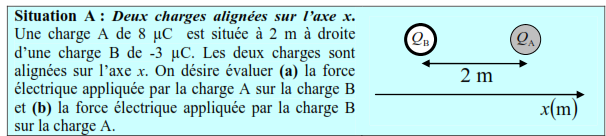 Situation A : Deux charges alignées sur l'axe x.
Une charge A de 8 µC est située à 2 m à droite
d'une charge B de -3 µC. Les deux charges sont
alignées sur l'axe x. On désire évaluer (a) la force
électrique appliquée par la charge A sur la charge B
et (b) la force électrique appliquée par la charge B
sur la charge A.
Q_B Q_A
2 m
x(m)